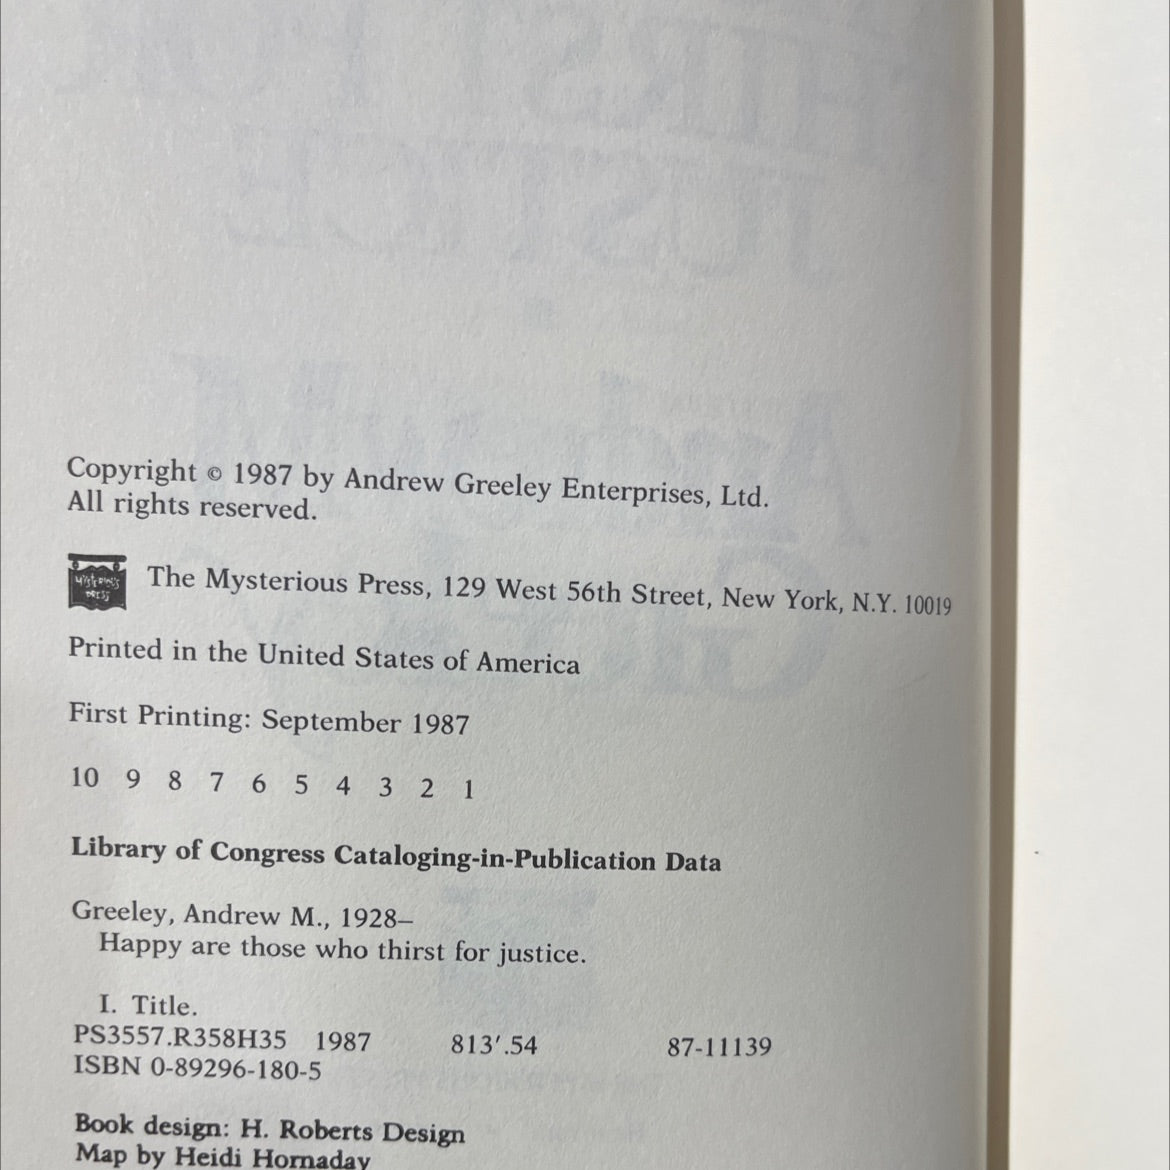 Copyright © 1987 by Andrew Greeley Enterprises, Ltd.
All rights reserved.
MYSTERIOUS
PRESS
The Mysterious Press, 129 West 56th Street, New York, N.Y. 10019
Printed in the United States of America
First Printing: September 1987
10 9 8 7 6 5 4 3 2 1
Library of Congress Cataloging-in-Publication Data
Greeley, Andrew M., 1928–
Happy are those who thirst for justice.
I. Title.
PS3557.R358H35 1987 813′.54 87-11139
ISBN 0-89296-180-5
Book design: H. Roberts Design
Map by Heidi Hornaday